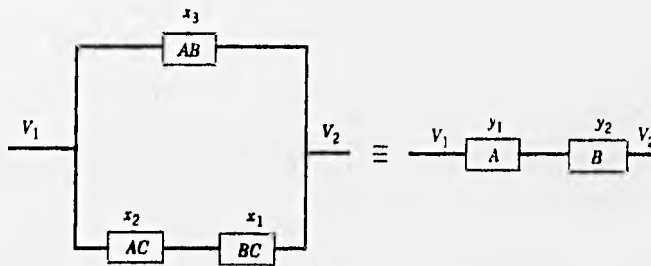 x₃
AB
V₁
V₂ ≡ V₁ y₁ A y₂ B V₂
x₂ x₁
AC BC